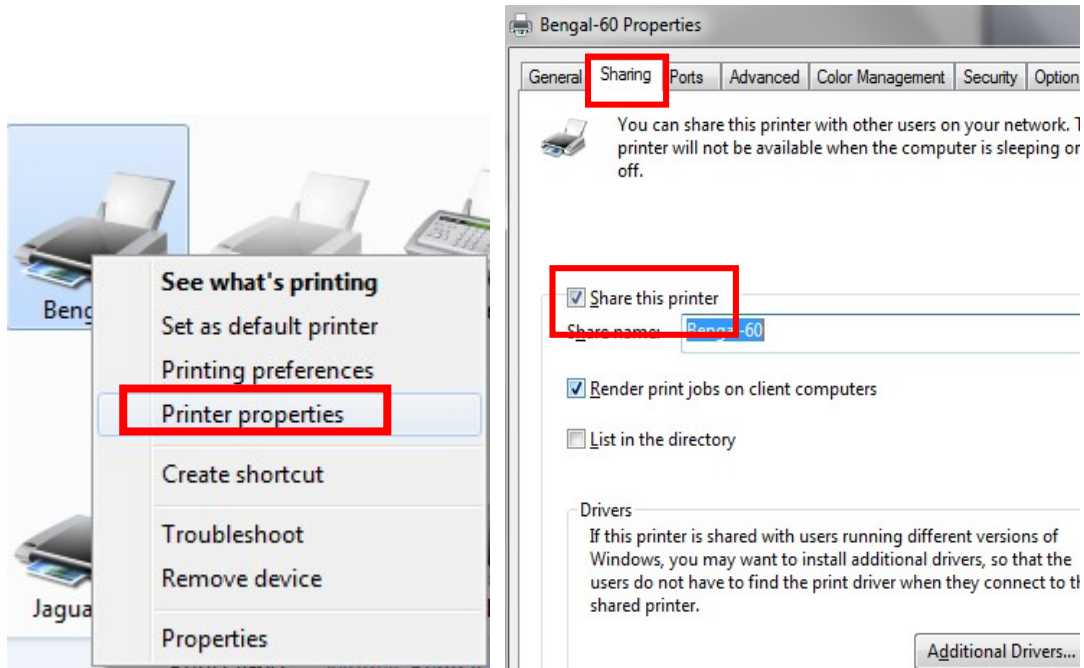 See what's printing
Beng
Set as default printer
Printing preferences
Printer properties
Create shortcut
Troubleshoot
Remove device
Jagua
Properties
Bengal-60 Properties
General Sharing Ports Advanced Color Management Security Option
You can share this printer with other users on your network. T
printer will not be available when the computer is sleeping or
off.
Share this printer
Share name: Bengal-60
Render print jobs on client computers
List in the directory
Drivers
If this printer is shared with users running different versions of
Windows, you may want to install additional drivers, so that the
users do not have to find the print driver when they connect to th
shared printer.
Additional Drivers...